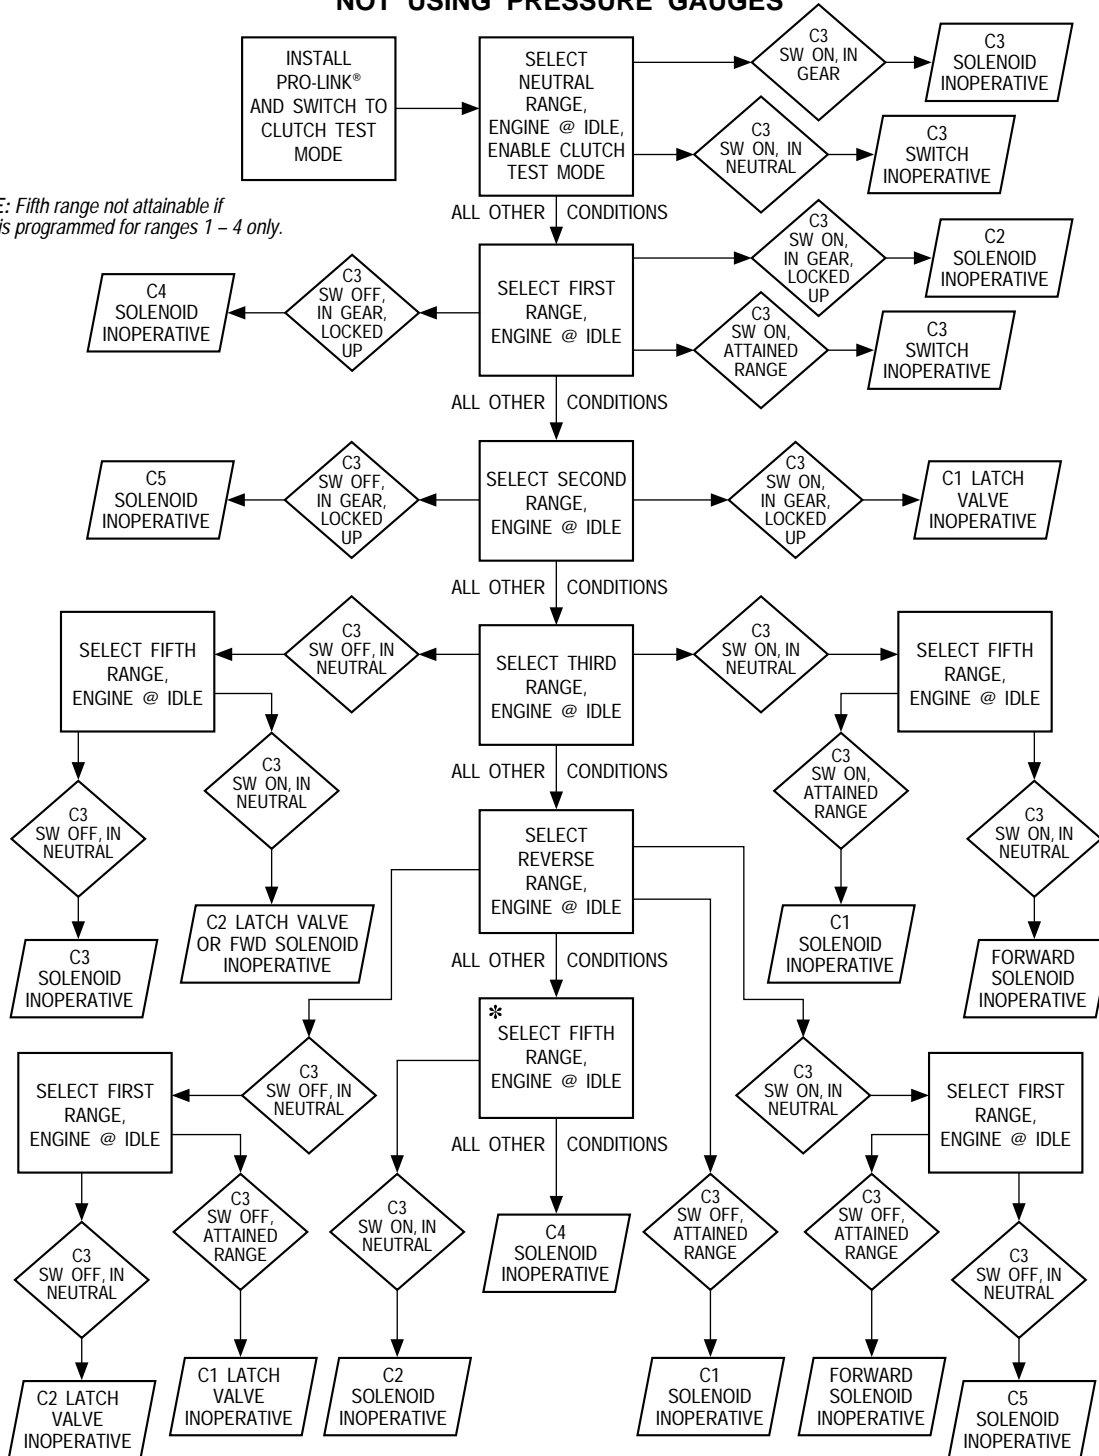 NOT USING PRESSURE GAUGES
INSTALL
PRO-LINK®
AND SWITCH TO
CLUTCH TEST
MODE
SELECT
NEUTRAL
RANGE,
ENGINE @ IDLE,
ENABLE CLUTCH
TEST MODE
C3
SW ON, IN
GEAR
C3
SOLENOID
INOPERATIVE
C3
SW ON, IN
NEUTRAL
C3
SWITCH
INOPERATIVE
E: Fifth range not attainable if
is programmed for ranges 1 – 4 only.
ALL OTHER CONDITIONS
C4
SOLENOID
INOPERATIVE
C3
SW OFF,
IN GEAR,
LOCKED
UP
SELECT FIRST
RANGE,
ENGINE @ IDLE
C3
SW ON,
IN GEAR,
LOCKED
UP
C2
SOLENOID
INOPERATIVE
C3
SW ON,
ATTAINED
RANGE
C3
SWITCH
INOPERATIVE
ALL OTHER CONDITIONS
C5
SOLENOID
INOPERATIVE
C3
SW OFF,
IN GEAR,
LOCKED
UP
SELECT SECOND
RANGE,
ENGINE @ IDLE
C3
SW ON,
IN GEAR,
LOCKED
UP
C1 LATCH
VALVE
INOPERATIVE
ALL OTHER CONDITIONS
SELECT FIFTH
RANGE,
ENGINE @ IDLE
C3
SW OFF, IN
NEUTRAL
SELECT THIRD
RANGE,
ENGINE @ IDLE
C3
SW ON, IN
NEUTRAL
SELECT FIFTH
RANGE,
ENGINE @ IDLE
C3
SW OFF, IN
NEUTRAL
C3
SW ON, IN
NEUTRAL
ALL OTHER CONDITIONS
C3
SW ON,
ATTAINED
RANGE
C3
SW ON, IN
NEUTRAL
C3
SOLENOID
INOPERATIVE
C2 LATCH VALVE
OR FWD SOLENOID
INOPERATIVE
SELECT
REVERSE
RANGE,
ENGINE @ IDLE
C1
SOLENOID
INOPERATIVE
FORWARD
SOLENOID
INOPERATIVE
ALL OTHER CONDITIONS
SELECT FIRST
RANGE,
ENGINE @ IDLE
C3
SW OFF, IN
NEUTRAL
*
SELECT FIFTH
RANGE,
ENGINE @ IDLE
C3
SW ON, IN
NEUTRAL
SELECT FIRST
RANGE,
ENGINE @ IDLE
ALL OTHER CONDITIONS
C3
SW OFF, IN
NEUTRAL
C3
SW OFF,
ATTAINED
RANGE
C3
SW ON, IN
NEUTRAL
C4
SOLENOID
INOPERATIVE
C3
SW OFF,
ATTAINED
RANGE
C3
SW OFF,
ATTAINED
RANGE
C3
SW OFF, IN
NEUTRAL
C2 LATCH
VALVE
INOPERATIVE
C1 LATCH
VALVE
INOPERATIVE
C2
SOLENOID
INOPERATIVE
C1
SOLENOID
INOPERATIVE
FORWARD
SOLENOID
INOPERATIVE
C5
SOLENOID
INOPERATIVE